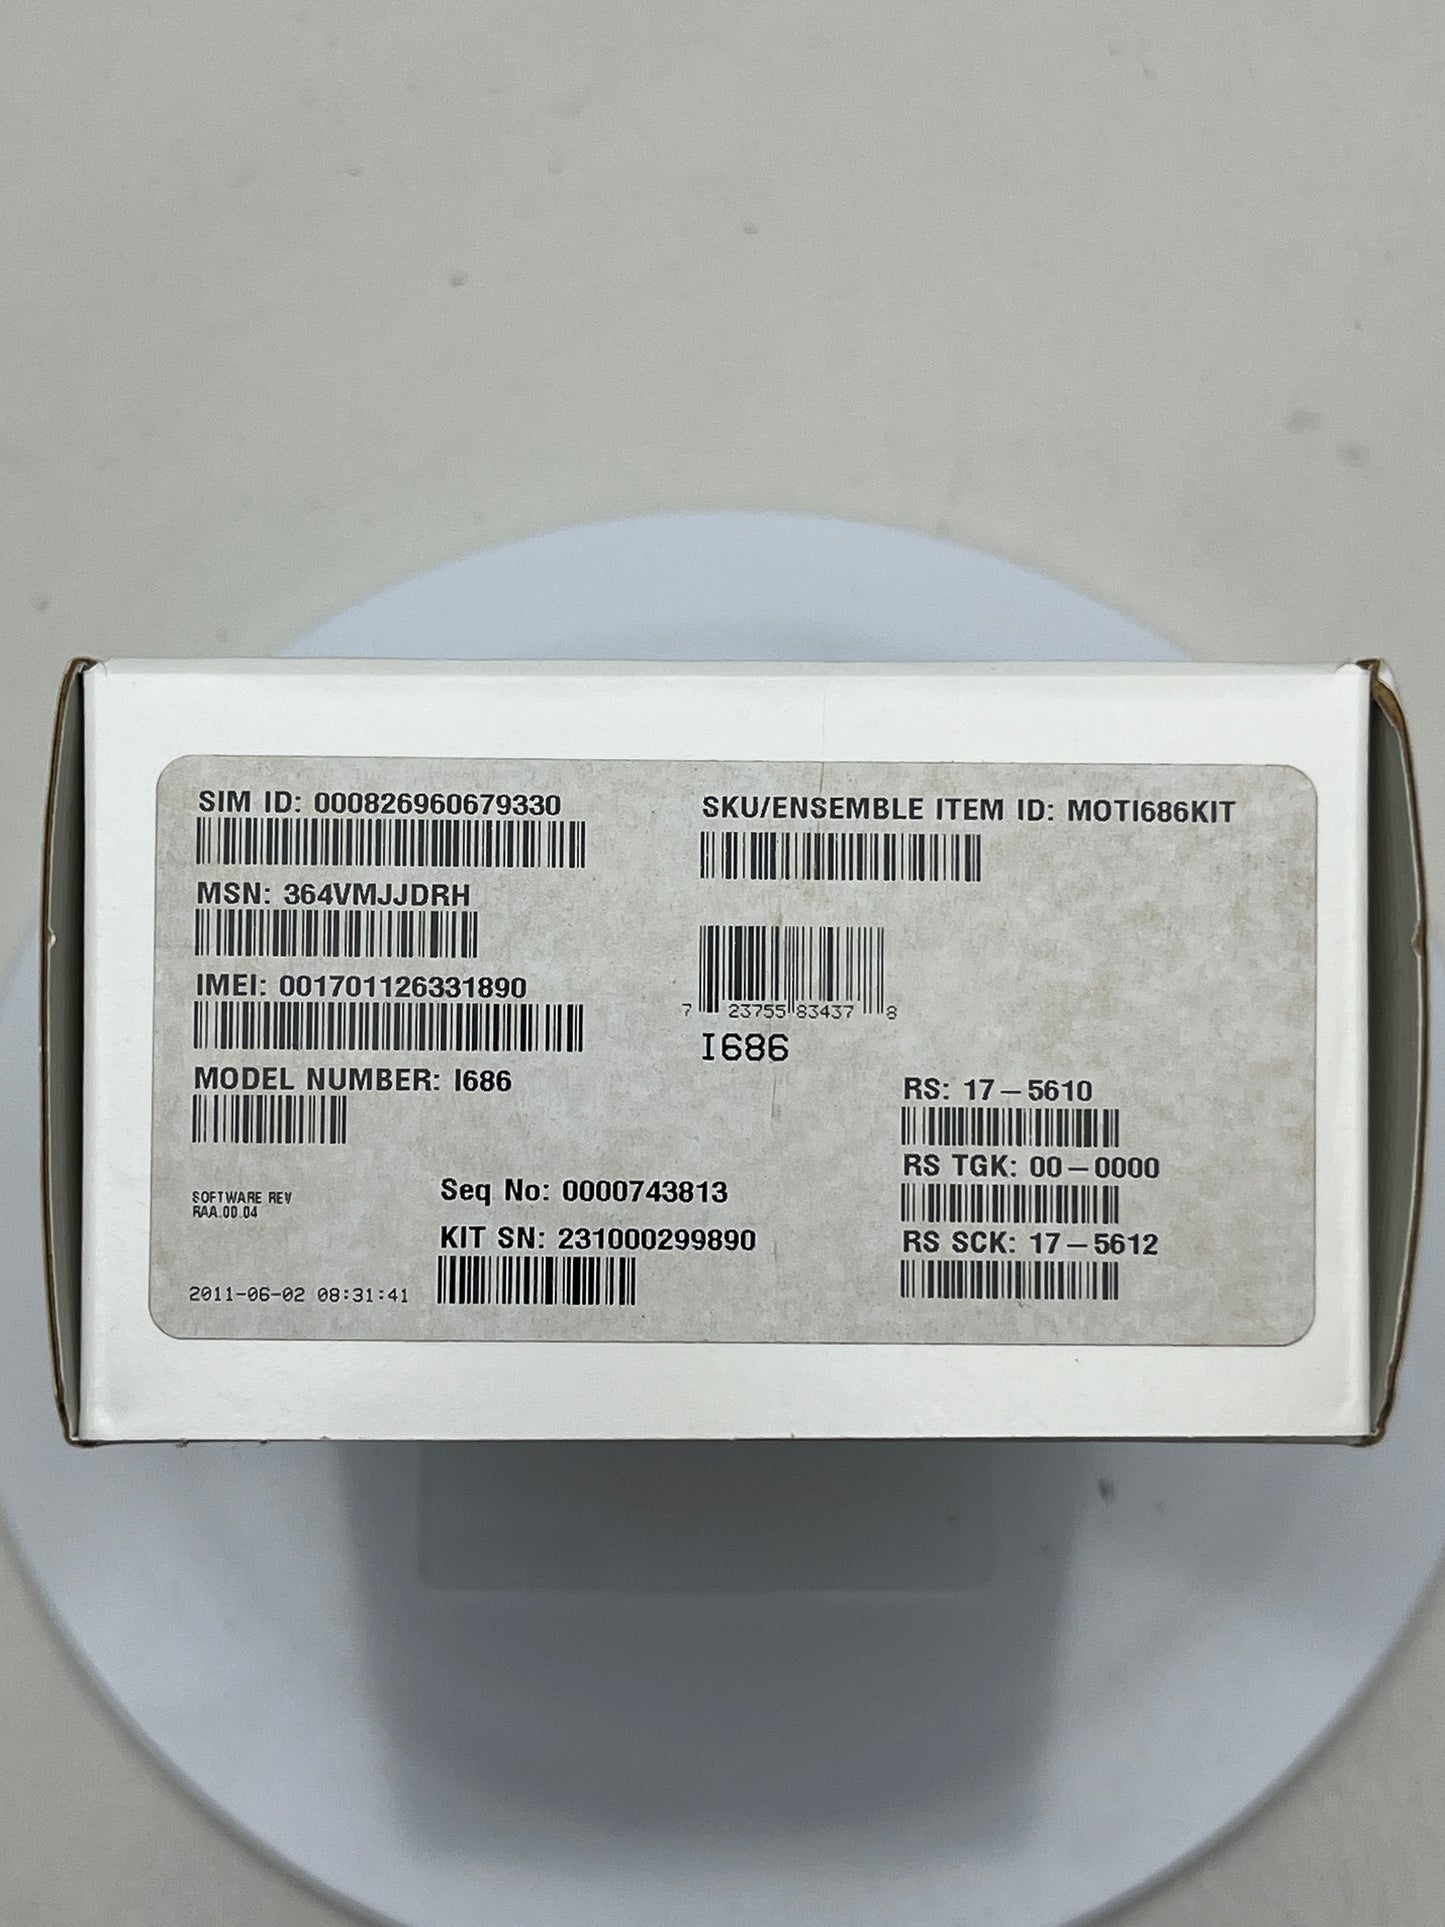 SIM ID: 000826960679330
MSN: 364VMJJDRH
IMEI: 001701126331890
MODEL NUMBER: I686
SOFTWARE REV
RAA.00.04
2011-06-02 08:31:41
Seq No: 0000743813
KIT SN: 231000299890
SKU/ENSEMBLE ITEM ID: MOTI686KIT
7 23755 83437 8
I686
RS: 17-5610
RS TGK: 00-0000
RS SCK: 17-5612